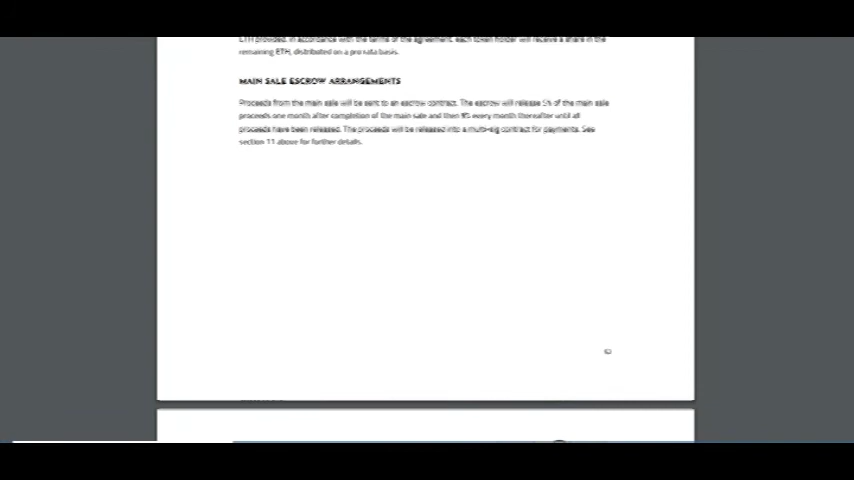 ETH provided, in accordance with the terms of the agreement, each token holder will receive a share in the
remaining ETH, distributed on a pro rata basis.
MAIN SALE ESCROW ARRANGEMENTS
Proceeds from the main sale will be sent to an escrow contract. The escrow will release 5% of the main sale
proceeds one month after completion of the main sale and then every month thereafter until all
proceeds have been released. The proceeds will be released into a multi-sig contract for payments. See
section 11 above for further details.